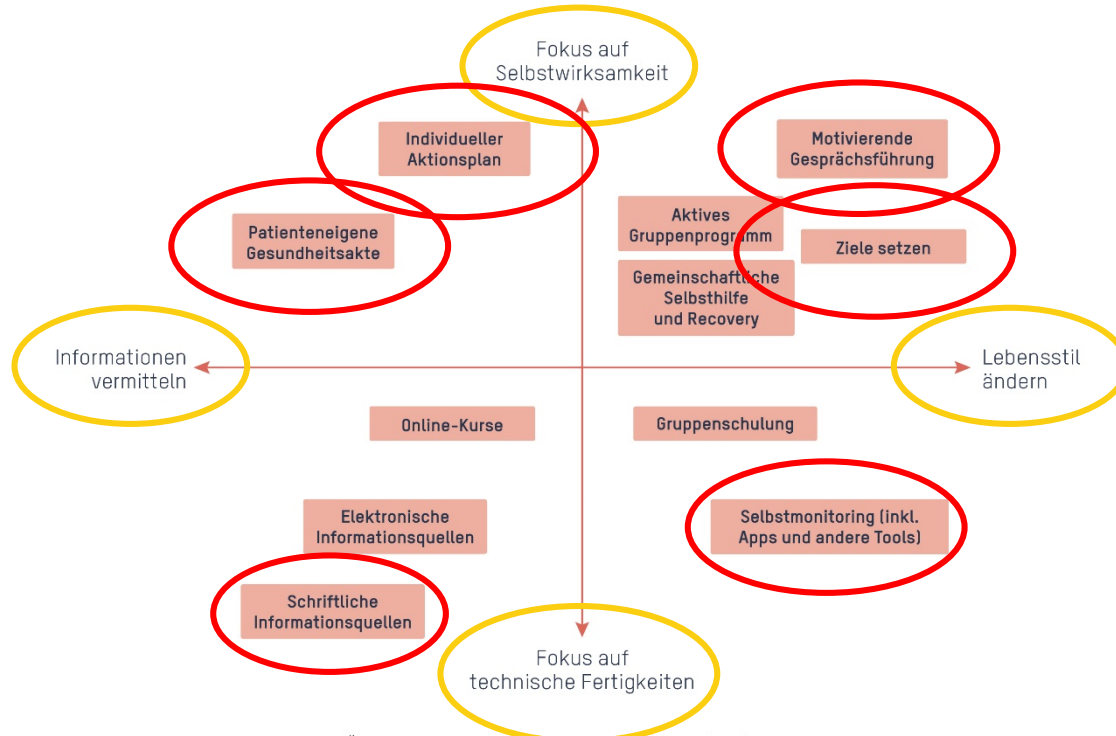 Fokus auf
Selbstwirksamkeit
Individueller
Aktionsplan
Motivierende
Gesprächsführung
Patienteneigene
Gesundheitsakte
Aktives
Gruppenprogramm
Ziele setzen
Gemeinschaftliche
Selbsthilfe
und Recovery
Informationen
vermitteln
Lebensstil
ändern
Online-Kurse
Gruppenschulung
Elektronische
Informationsquellen
Selbstmonitoring (inkl.
Apps und andere Tools)
Schriftliche
Informationsquellen
Fokus auf
technische Fertigkeiten